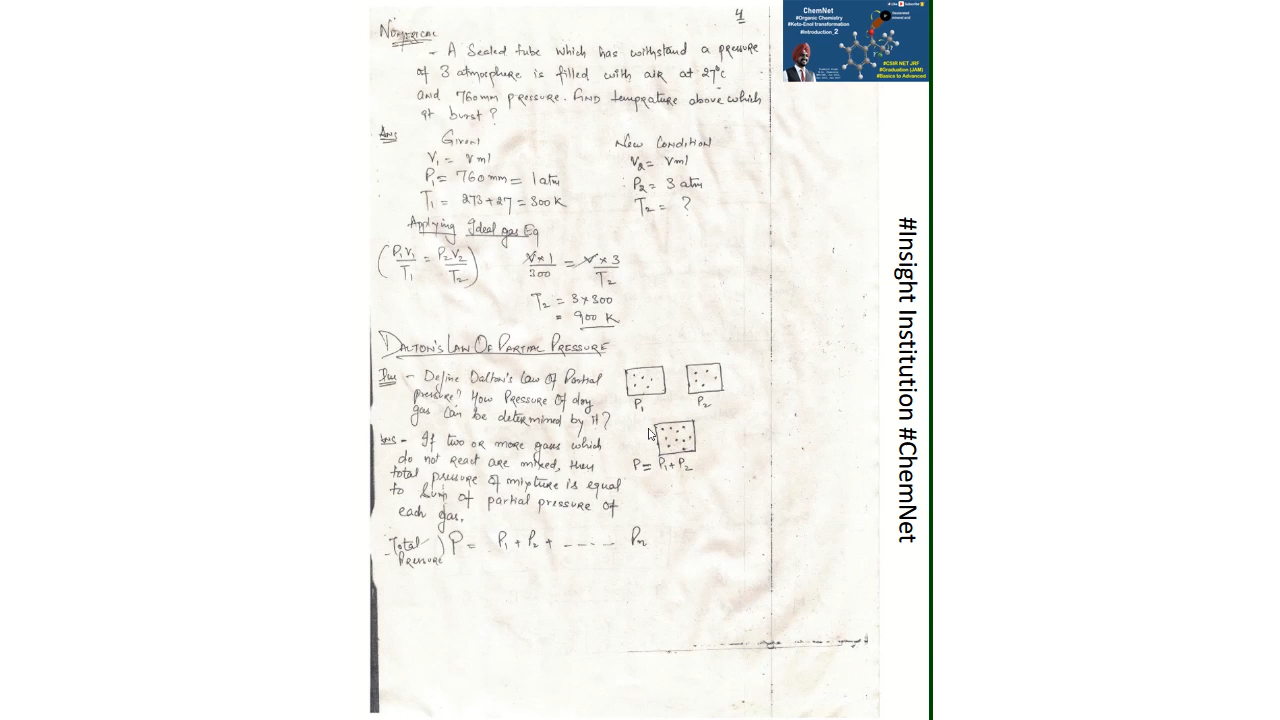 4
Numerical
- A Sealed tube which has withstand a pressure
of 3 atmosphere is filled with air at 27°c
and 760mm pressure. Find temprature above which
it burst?
Ans
Given
V1 = V ml
P1 = 760mm = 1 atm
T1 = 273+27 = 300 K
New Condition
V2 = V ml
P2 = 3 atm
T2 = ?
Applying Ideal gas Eq
(P1V1/T1 = P2V2/T2)
V×1/300 = V×3/T2
T2 = 3×300
= 900 K
DALTON'S LAW OF PARTIAL PRESSURE
- Define Dalton's Law Of Partial
pressure? How Pressure Of dry
gas Can be determined by it?
P1
P2
P = P1+P2
Ans - If two or more gases which
do not react are mixed, then
total pressure of mixture is equal
to sum of partial pressure of
each gas.
Total Pressure) P = P1 + P2 + ------ Pn
Like Subscribe
ChemNet
#Organic Chemistry
#Keto-Enol transformation
#Introduction_2
#CSIR NET JRF
#Graduation (JAM)
#Basics to Advanced
#Insight Institution #ChemNet